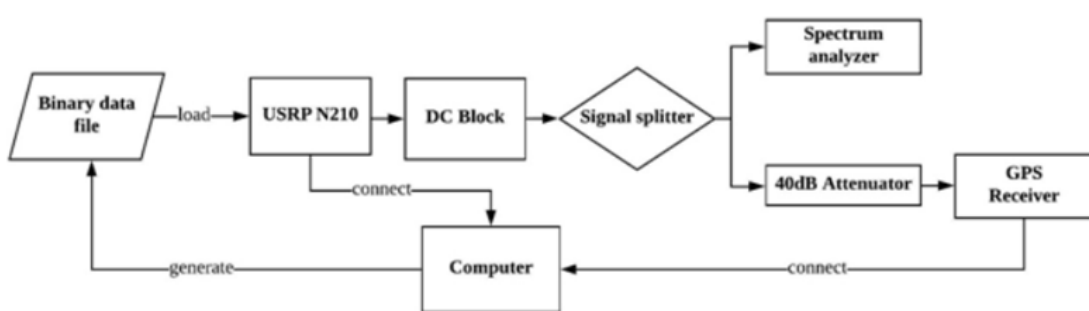 Spectrum
analyzer
Binary data
file
load
USRP N210
DC Block
Signal splitter
40dB Attenuator
GPS
Receiver
connect
Computer
generate
connect